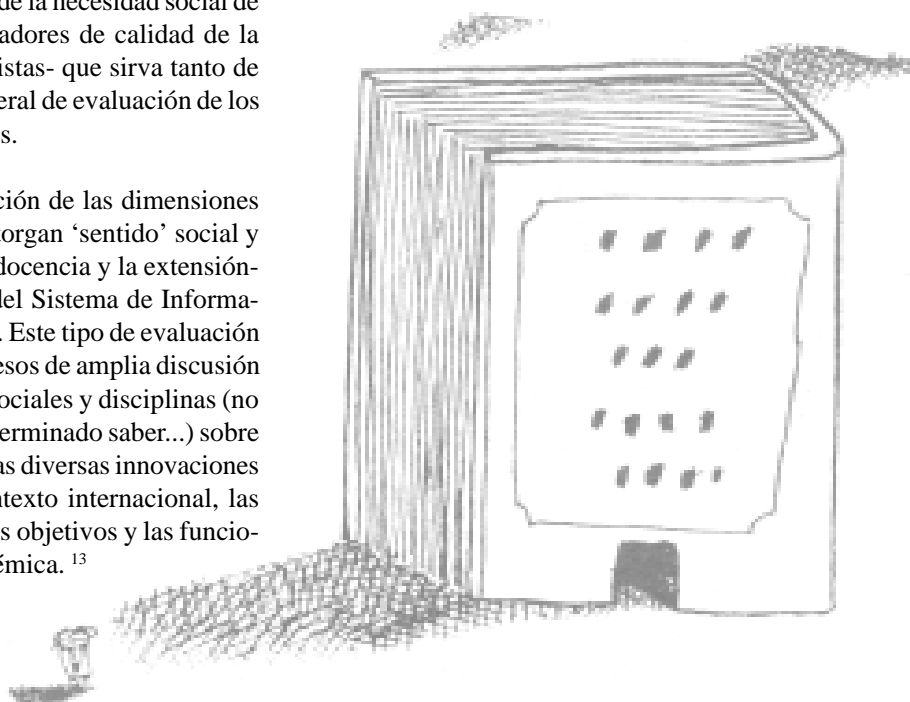 de la necesidad social de
adores de calidad de la
istas- que sirva tanto de
eral de evaluación de los
s.
ción de las dimensiones
torgan ‘sentido’ social y
docencia y la extensión-
del Sistema de Informa-
. Este tipo de evaluación
esos de amplia discusión
ociales y disciplinas (no
terminado saber...) sobre
as diversas innovaciones
ntexto internacional, las
s objetivos y las funcio-
émica. 13